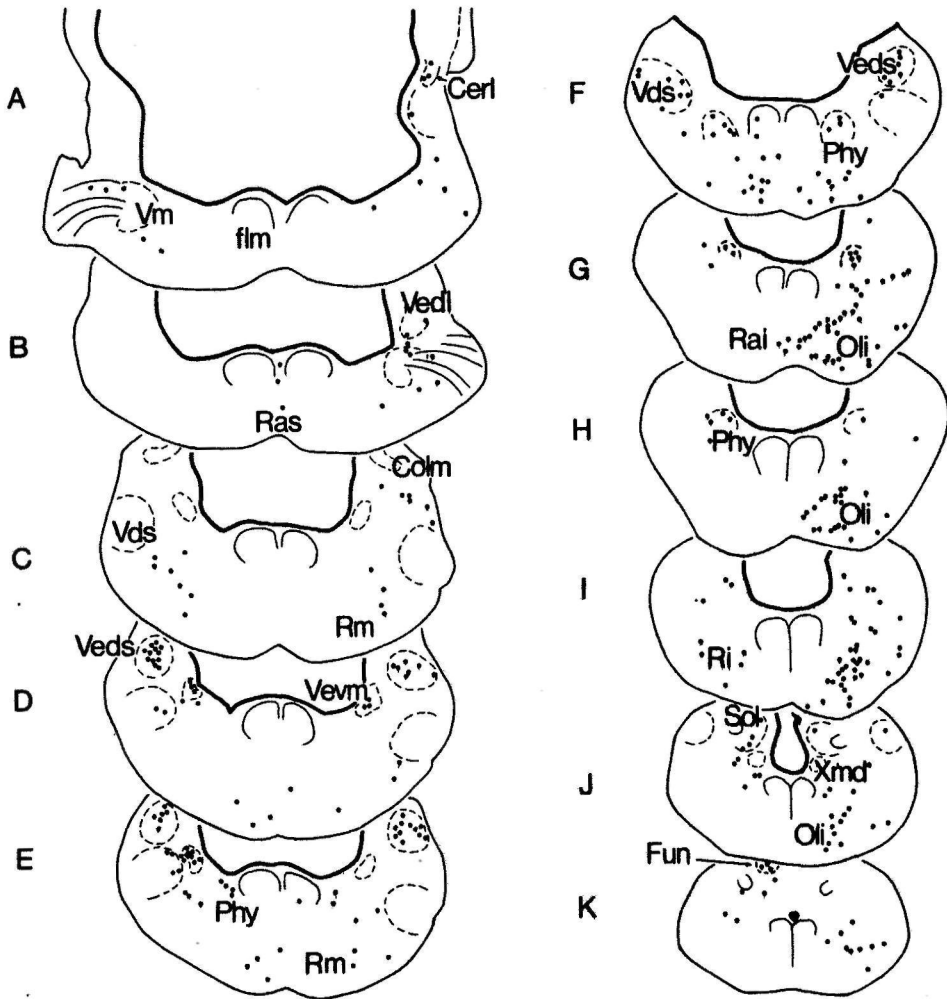 A
Cerl
Vm
flm
B
Vedl
Ras
C
Colm
Vds
Rm
D
Veds
Vevm
E
Phy
Rm
F
Vds
Veds
Phy
G
Rai
Oli
H
Phy
Oli
I
Ri
J
Sol
Xmd
Oli
K
Fun